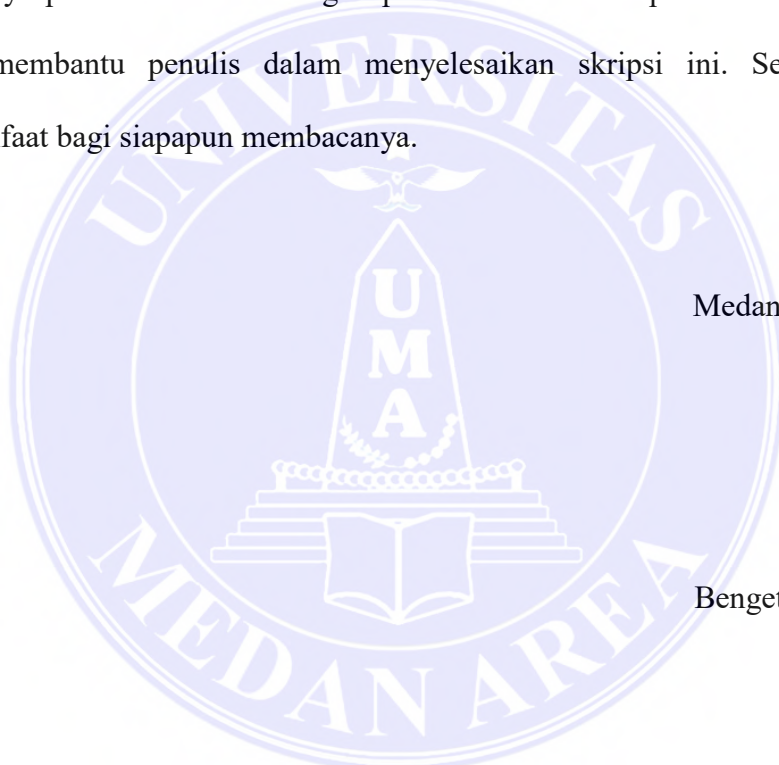 membantu penulis dalam menyelesaikan skripsi ini. Se
faat bagi siapapun membacanya.
UNIVERSITAS
U
M
A
Medan
Benget
MEDAN AREA